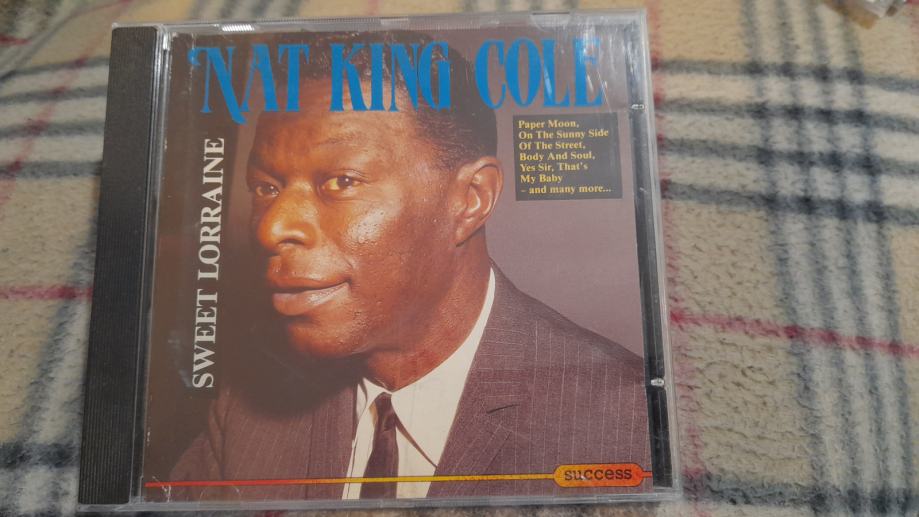 NAT KING COLE
SWEET LORRAINE
Paper Moon,
On The Sunny Side
Of The Street,
Body And Soul,
Yes Sir, That's
My Baby
– and many more...
success